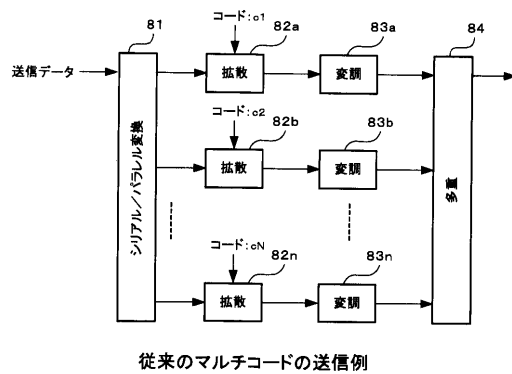 コード:c1
81
82a
83a
84
送信データ
拡散
変調
コード:c2
82b
83b
拡散
変調
シリアル／パラレル変換
多重
コード:cN
82n
83n
拡散
変調
従来のマルチコードの送信例